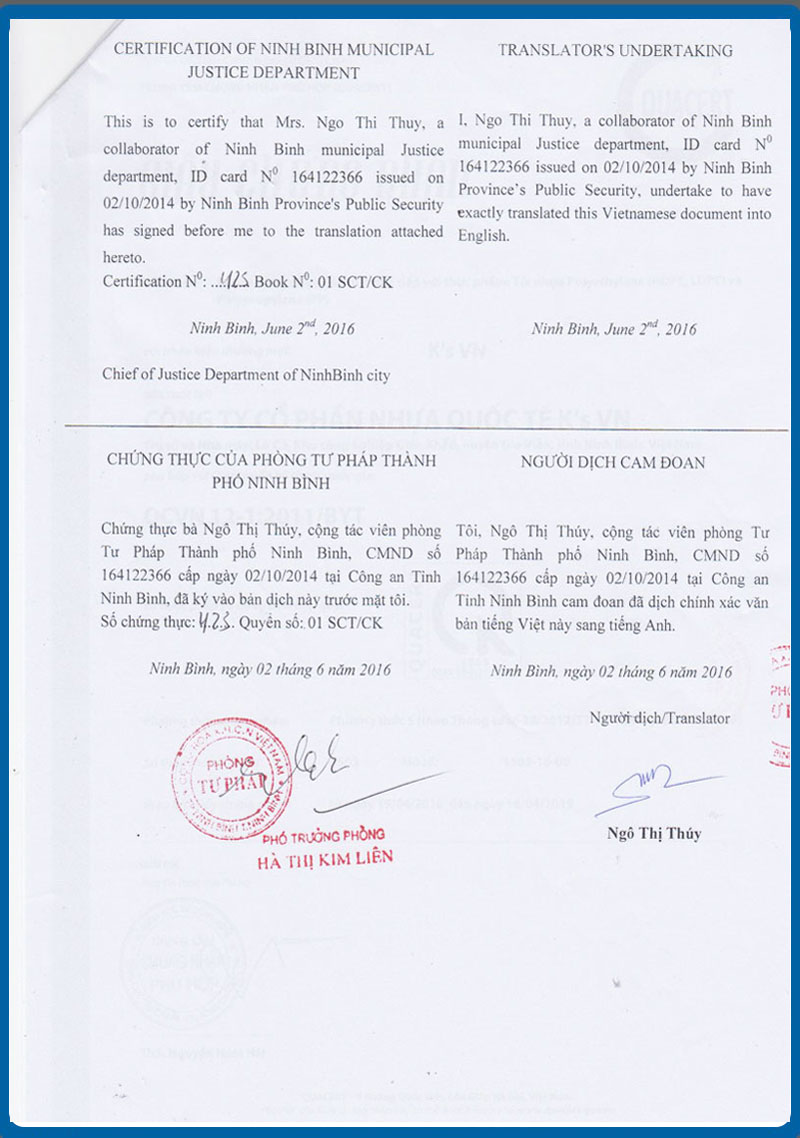 CERTIFICATION OF NINH BINH MUNICIPAL
JUSTICE DEPARTMENT
This is to certify that Mrs. Ngo Thi Thuy, a
collaborator of Ninh Binh municipal Justice
department, ID card N⁰ 164122366 issued on
02/10/2014 by Ninh Binh Province's Public Security
has signed before me to the translation attached
hereto.
Certification N⁰: ..423 Book N⁰: 01 SCT/CK
Ninh Binh, June 2nd, 2016
Chief of Justice Department of NinhBinh city
TRANSLATOR'S UNDERTAKING
I, Ngo Thi Thuy, a collaborator of Ninh Binh
municipal Justice department, ID card N⁰
164122366 issued on 02/10/2014 by Ninh Binh
Province's Public Security, undertake to have
exactly translated this Vietnamese document into
English.
Ninh Binh, June 2nd, 2016
CHỨNG THỰC CỦA PHÒNG TƯ PHÁP THÀNH
PHỐ NINH BÌNH
Chứng thực bà Ngô Thị Thúy, cộng tác viên phòng
Tư Pháp Thành phố Ninh Bình, CMND số
164122366 cấp ngày 02/10/2014 tại Công an Tỉnh
Ninh Bình, đã ký vào bản dịch này trước mặt tôi.
Số chứng thực: 423. Quyển số: 01 SCT/CK
Ninh Bình, ngày 02 tháng 6 năm 2016
PHÒNG
TƯ PHÁP
PHÓ TRƯỞNG PHÒNG
HÀ THỊ KIM LIÊN
NGƯỜI DỊCH CAM ĐOAN
Tôi, Ngô Thị Thúy, cộng tác viên phòng Tư
Pháp Thành phố Ninh Bình, CMND số
164122366 cấp ngày 02/10/2014 tại Công an
Tỉnh Ninh Bình cam đoan đã dịch chính xác văn
bản tiếng Việt này sang tiếng Anh.
Ninh Bình, ngày 02 tháng 6 năm 2016
Người dịch/Translator
Ngô Thị Thúy